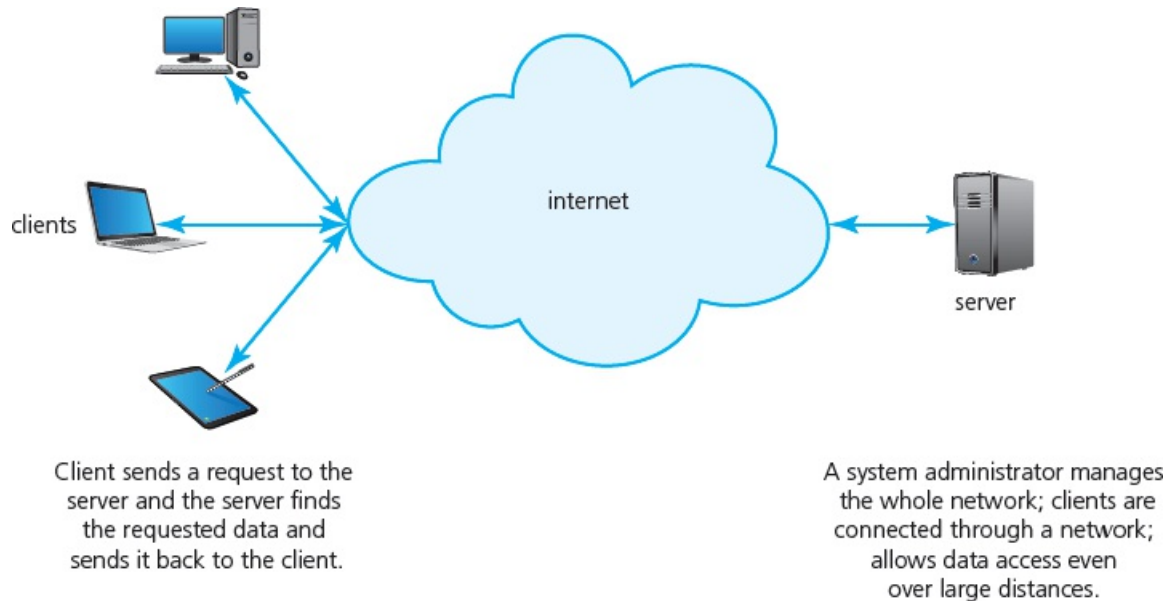 clients
internet
server
Client sends a request to the
server and the server finds
the requested data and
sends it back to the client.
A system administrator manages
the whole network; clients are
connected through a network;
allows data access even
over large distances.